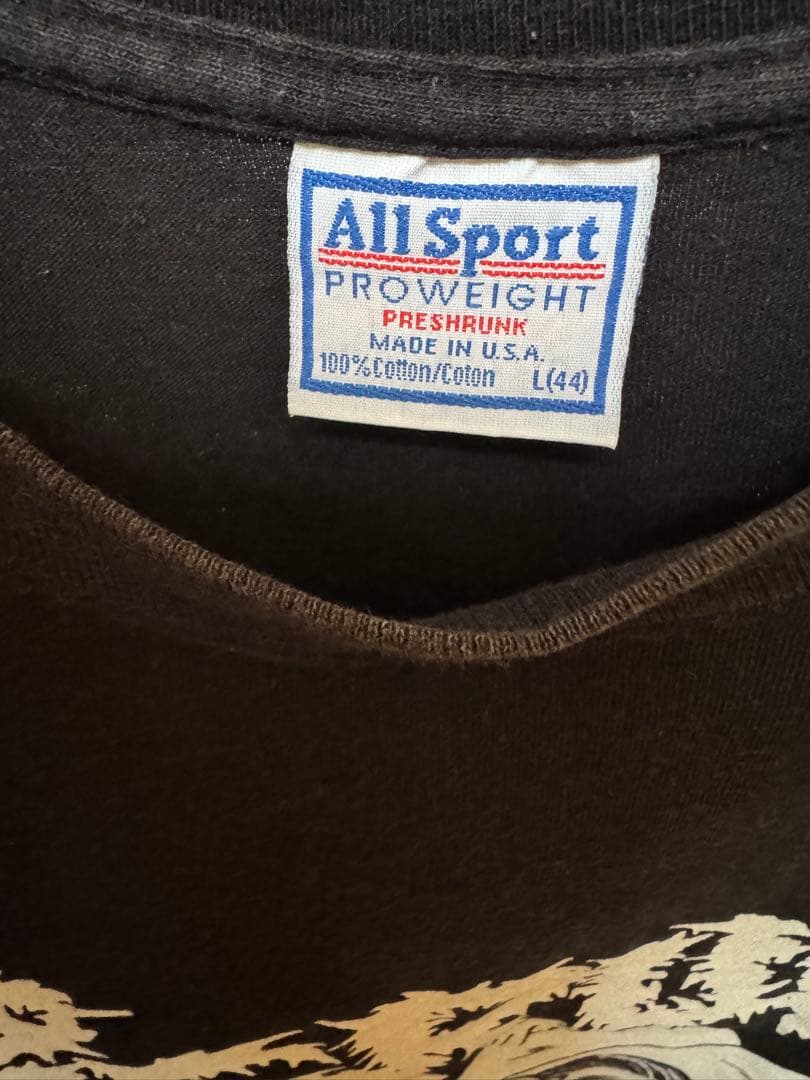 All Sport
PROWEIGHT
PRESHRUNK
MADE IN U.S.A.
100% Cotton/Coton L(44)